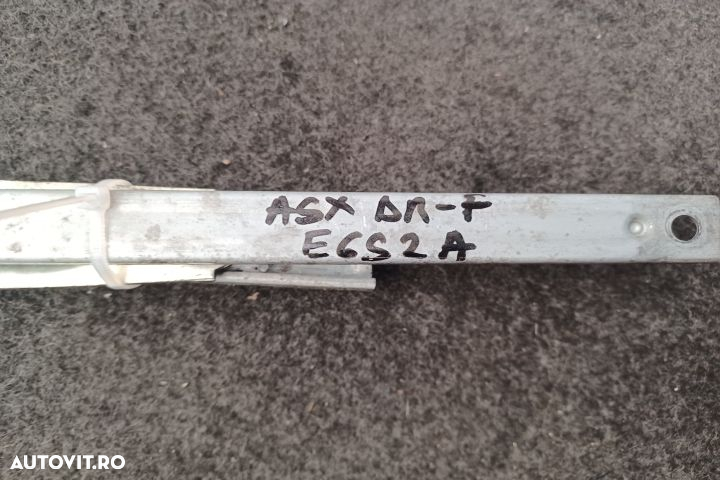 ASX DR-F
E6S2A
AUTOVIT.RO